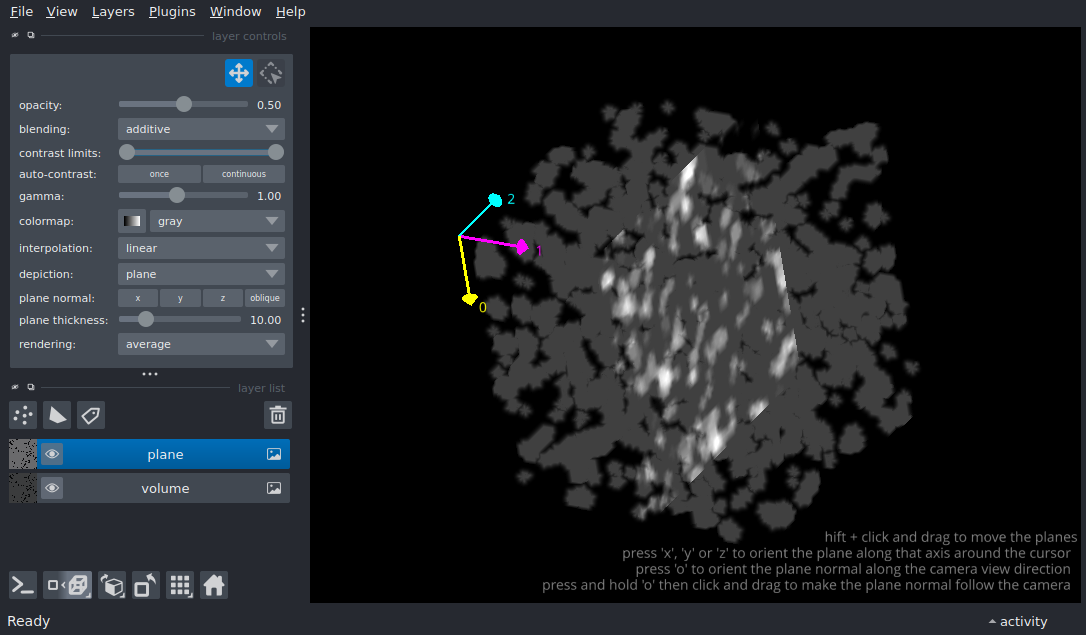 File View Layers Plugins Window Help
layer controls
opacity: 0.50
blending: additive
contrast limits:
auto-contrast: once continuous
gamma: 1.00
colormap: gray
interpolation: linear
depiction: plane
plane normal: x y z oblique
plane thickness: 10.00
rendering: average
layer list
plane
volume
2
1
0
hift + click and drag to move the planes
press 'x', 'y' or 'z' to orient the plane along that axis around the cursor
press 'o' to orient the plane normal along the camera view direction
press and hold 'o' then click and drag to make the plane normal follow the camera
Ready activity